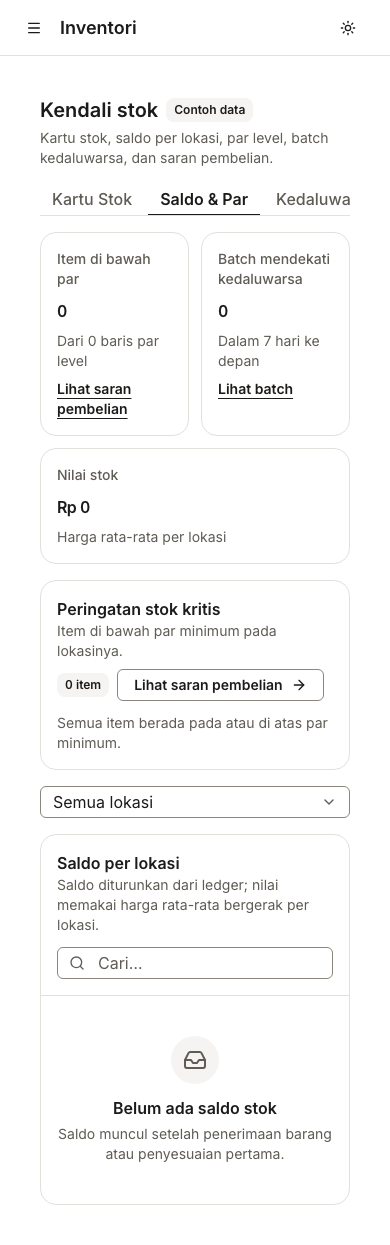 Inventori
Kendali stok
Contoh data
Kartu stok, saldo per lokasi, par level, batch
kedaluwarsa, dan saran pembelian.
Kartu Stok
Saldo & Par
Kedaluwa
Item di bawah
par
0
Dari 0 baris par
level
Lihat saran
pembelian
Batch mendekati
kedaluwarsa
0
Dalam 7 hari ke
depan
Lihat batch
Nilai stok
Rp 0
Harga rata-rata per lokasi
Peringatan stok kritis
Item di bawah par minimum pada
lokasinya.
0 item
Lihat saran pembelian
Semua item berada pada atau di atas par
minimum.
Semua lokasi
Saldo per lokasi
Saldo diturunkan dari ledger; nilai
memakai harga rata-rata bergerak per
lokasi.
Cari...
Belum ada saldo stok
Saldo muncul setelah penerimaan barang
atau penyesuaian pertama.